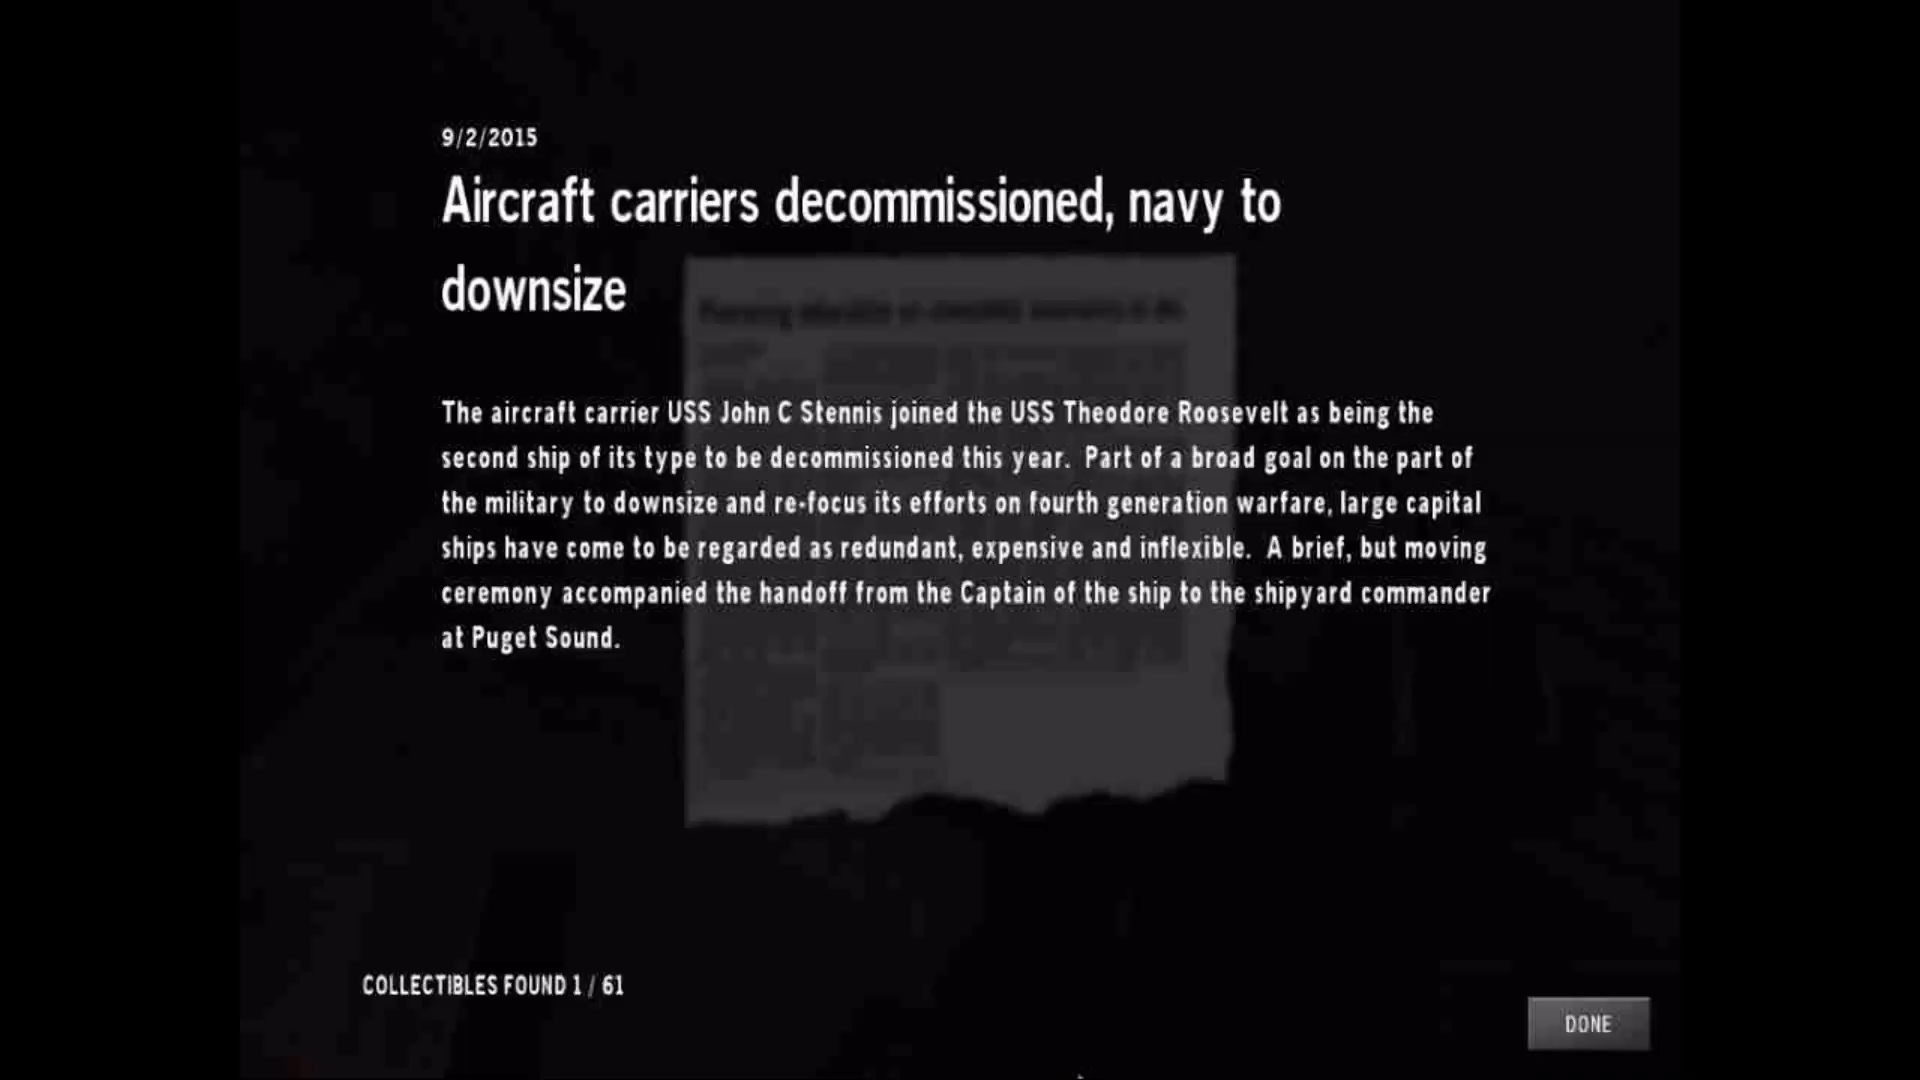 9/2/2015
Aircraft carriers decommissioned, navy to
downsize
The aircraft carrier USS John C Stennis joined the USS Theodore Roosevelt as being the
second ship of its type to be decommissioned this year.  Part of a broad goal on the part of
the military to downsize and re-focus its efforts on fourth generation warfare, large capital
ships have come to be regarded as redundant, expensive and inflexible.  A brief, but moving
ceremony accompanied the handoff from the Captain of the ship to the shipyard commander
at Puget Sound.
COLLECTIBLES FOUND 1 / 61
DONE